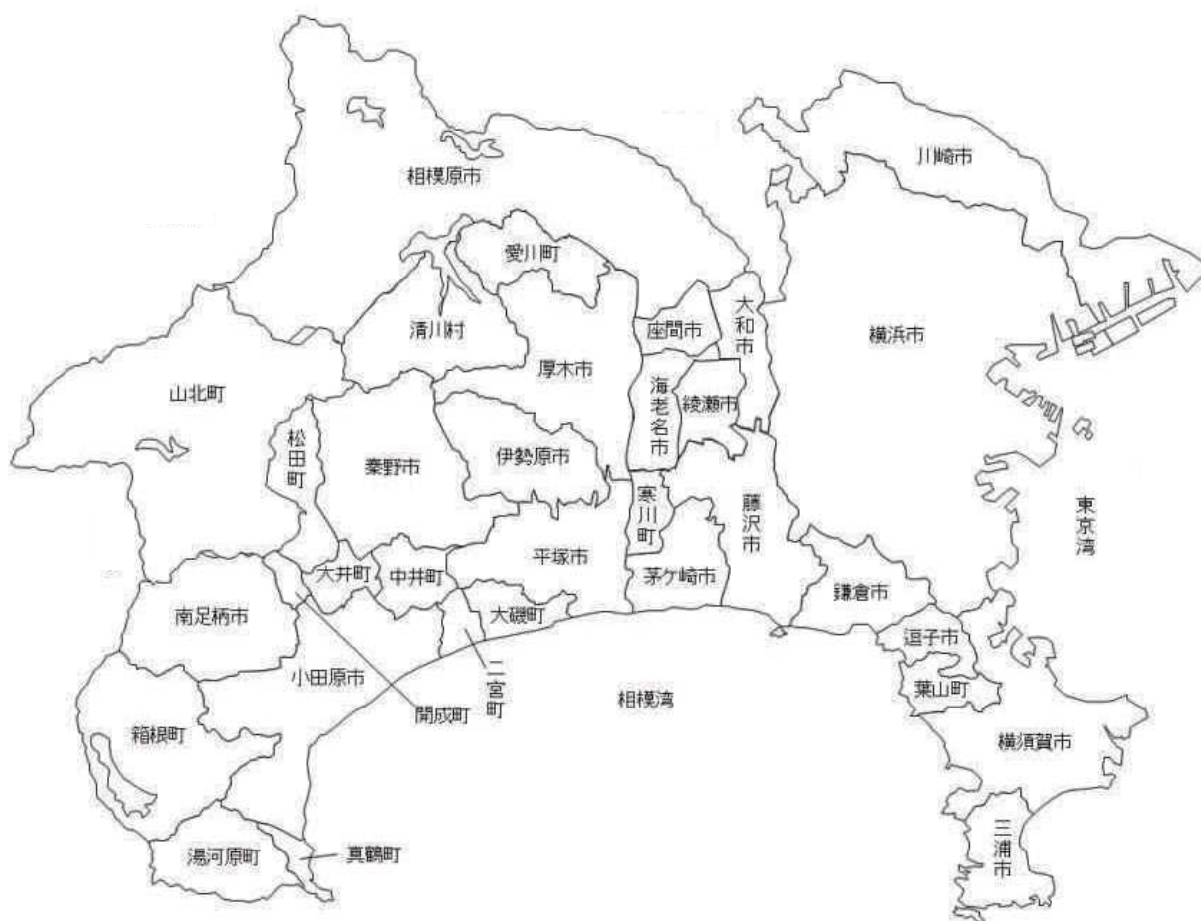 川崎市
相模原市
愛川町
大和市
清川村
座間市
横浜市
厚木市
山北町
海老名市
綾瀬市
松田町
秦野市
伊勢原市
寒川町
藤沢市
東京湾
平塚市
大井町
中井町
茅ケ崎市
鎌倉市
南足柄市
大磯町
逗子市
小田原市
二宮町
葉山町
相模湾
開成町
箱根町
横須賀市
三浦市
湯河原町
真鶴町